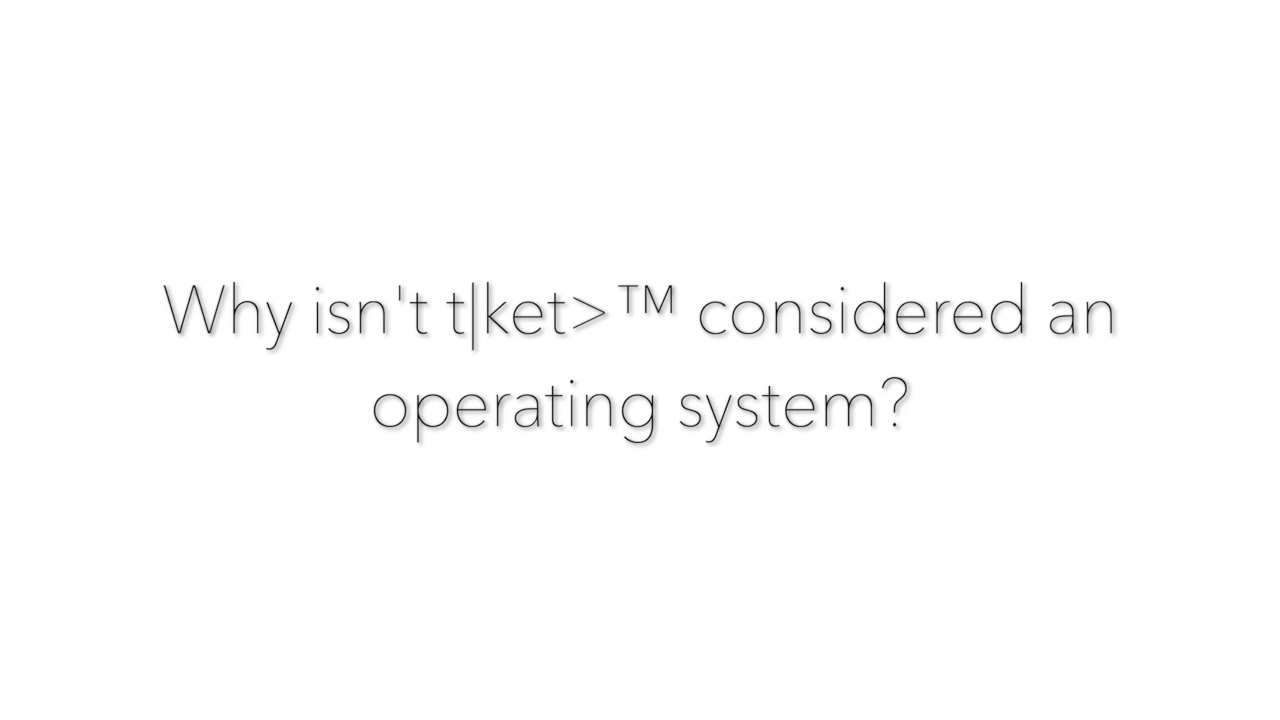 Why isn't t|ket>™ considered an
operating system?